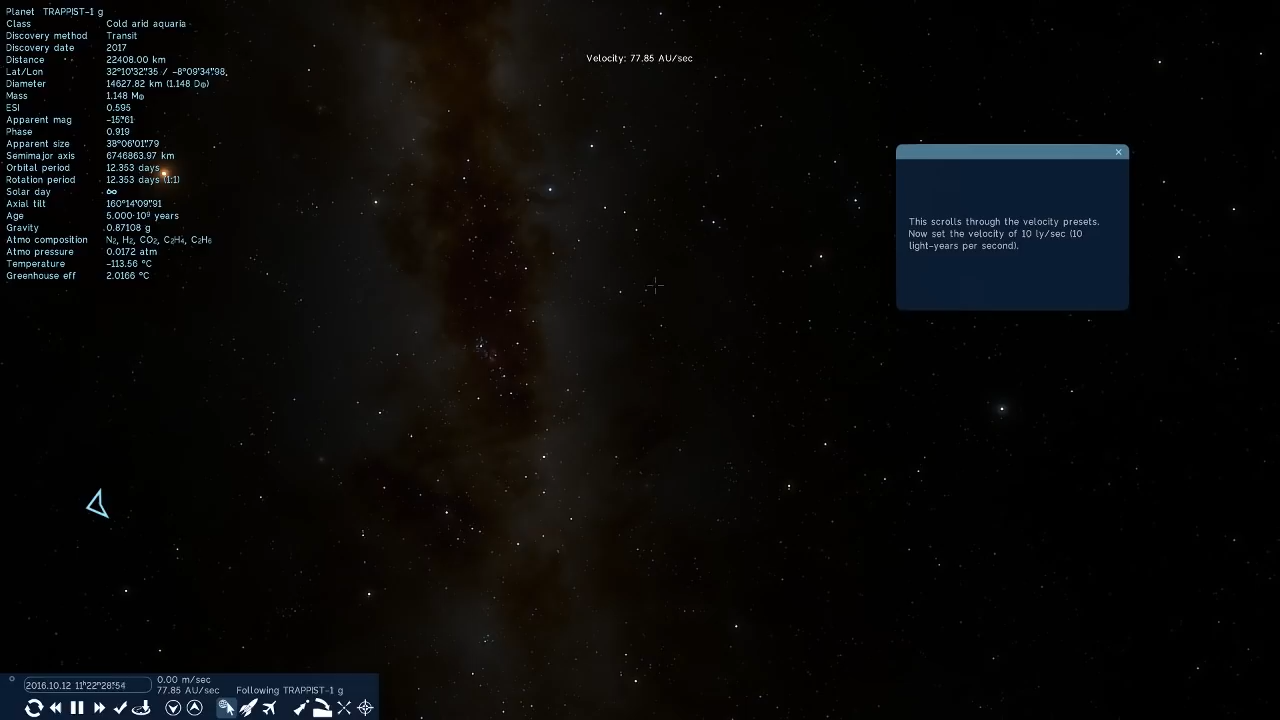 Planet TRAPPIST-1 g
Class Cold arid aquaria
Discovery method Transit
Discovery date 2017
Distance 22408.00 km
Lat/Lon 32°10'32"35 / -8°09'34"98,
Diameter 14627.82 km (1.148 D⊕)
Mass 1.148 M⊕
ESI 0.595
Apparent mag -15ᵐ61
Phase 0.919
Apparent size 38°06'01"79
Semimajor axis 6746863.97 km
Orbital period 12.353 days
Rotation period 12.353 days (1:1)
Solar day ∞
Axial tilt 160°14'09"91
Age 5.000·10⁹ years
Gravity 0.87108 g
Atmo composition N₂, H₂, CO₂, C₂H₄, C₂H₆
Atmo pressure 0.0172 atm
Temperature -113.56 °C
Greenhouse eff 2.0166 °C
Velocity: 77.85 AU/sec
This scrolls through the velocity presets.
Now set the velocity of 10 ly/sec (10
light-years per second).
2016.10.12 11ʰ22ᵐ28ˢ54
0.00 m/sec
77.85 AU/sec Following TRAPPIST-1 g